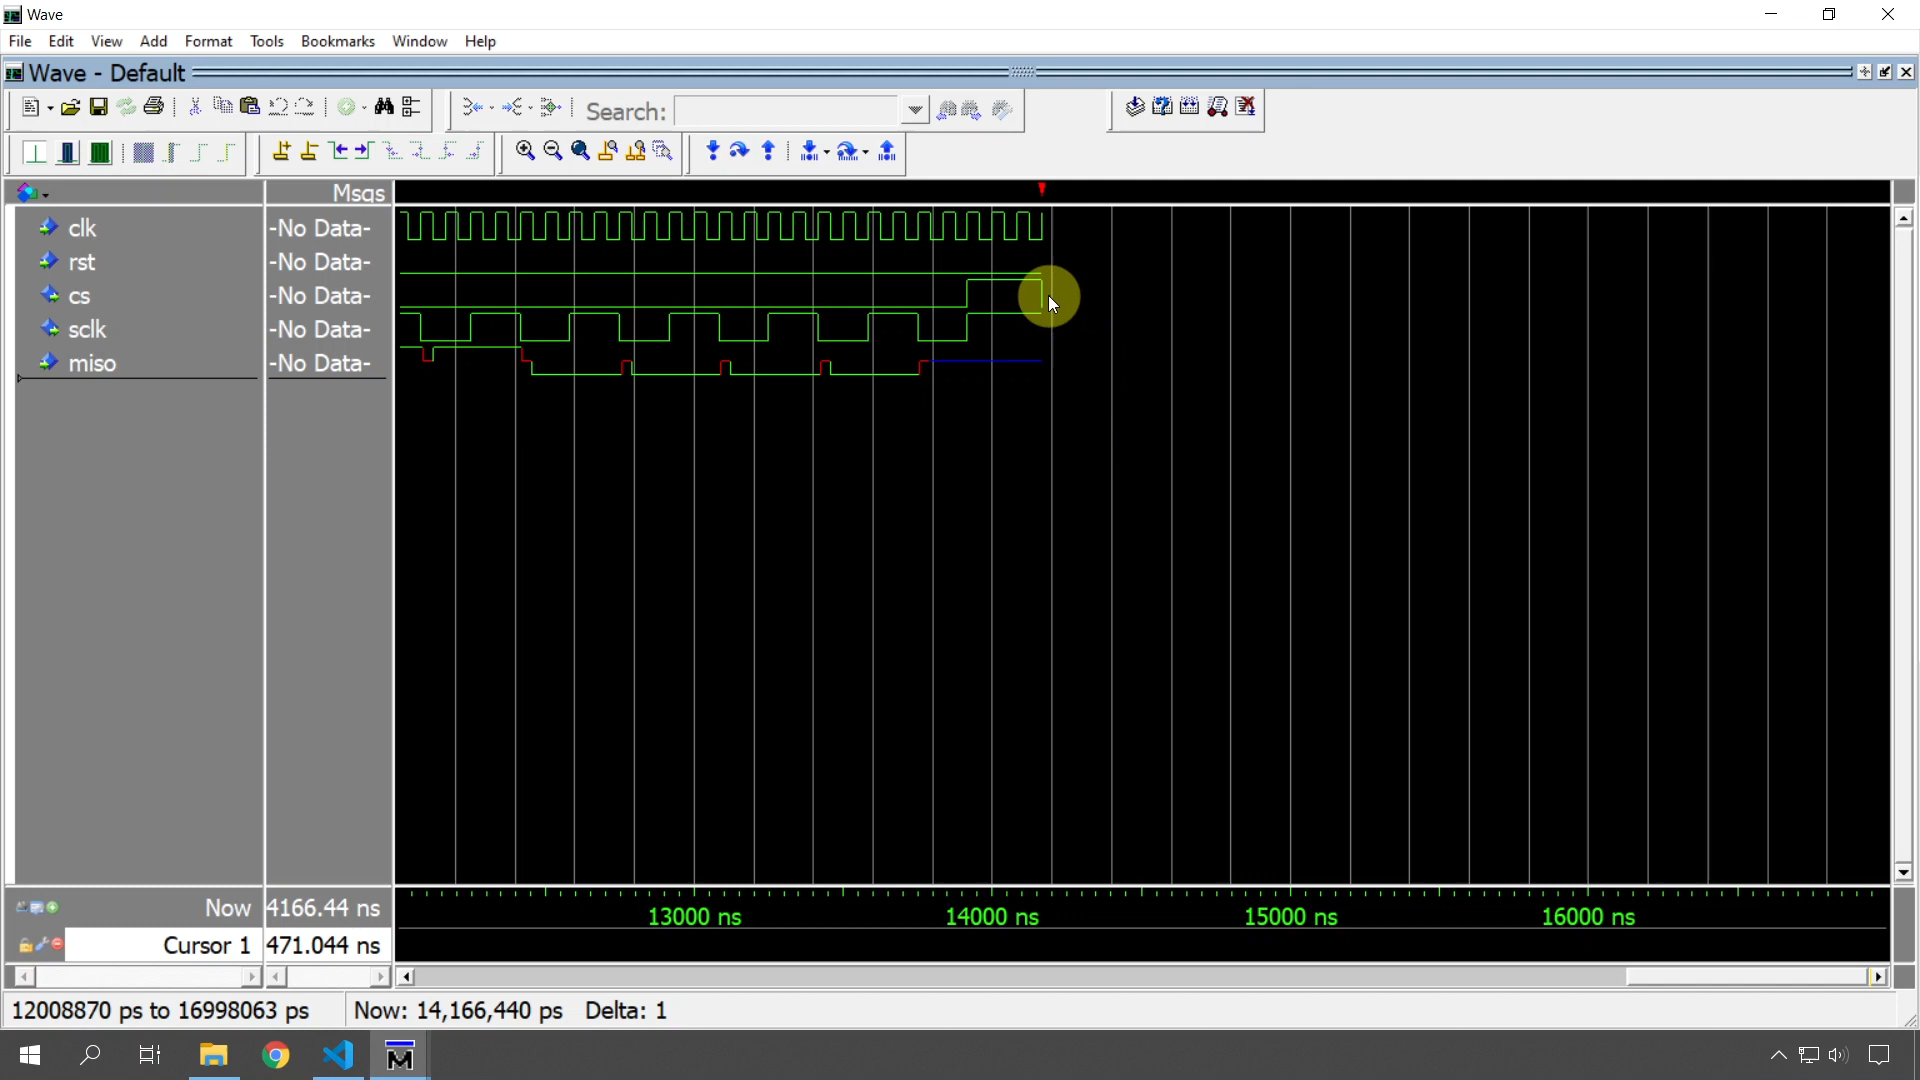 Wave
File Edit View Add Format Tools Bookmarks Window Help
Wave - Default
Search:
Msgs
clk -No Data-
rst -No Data-
cs -No Data-
sclk -No Data-
miso -No Data-
Now 4166.44 ns
13000 ns 14000 ns 15000 ns 16000 ns
Cursor 1 471.044 ns
12008870 ps to 16998063 ps Now: 14,166,440 ps Delta: 1
M